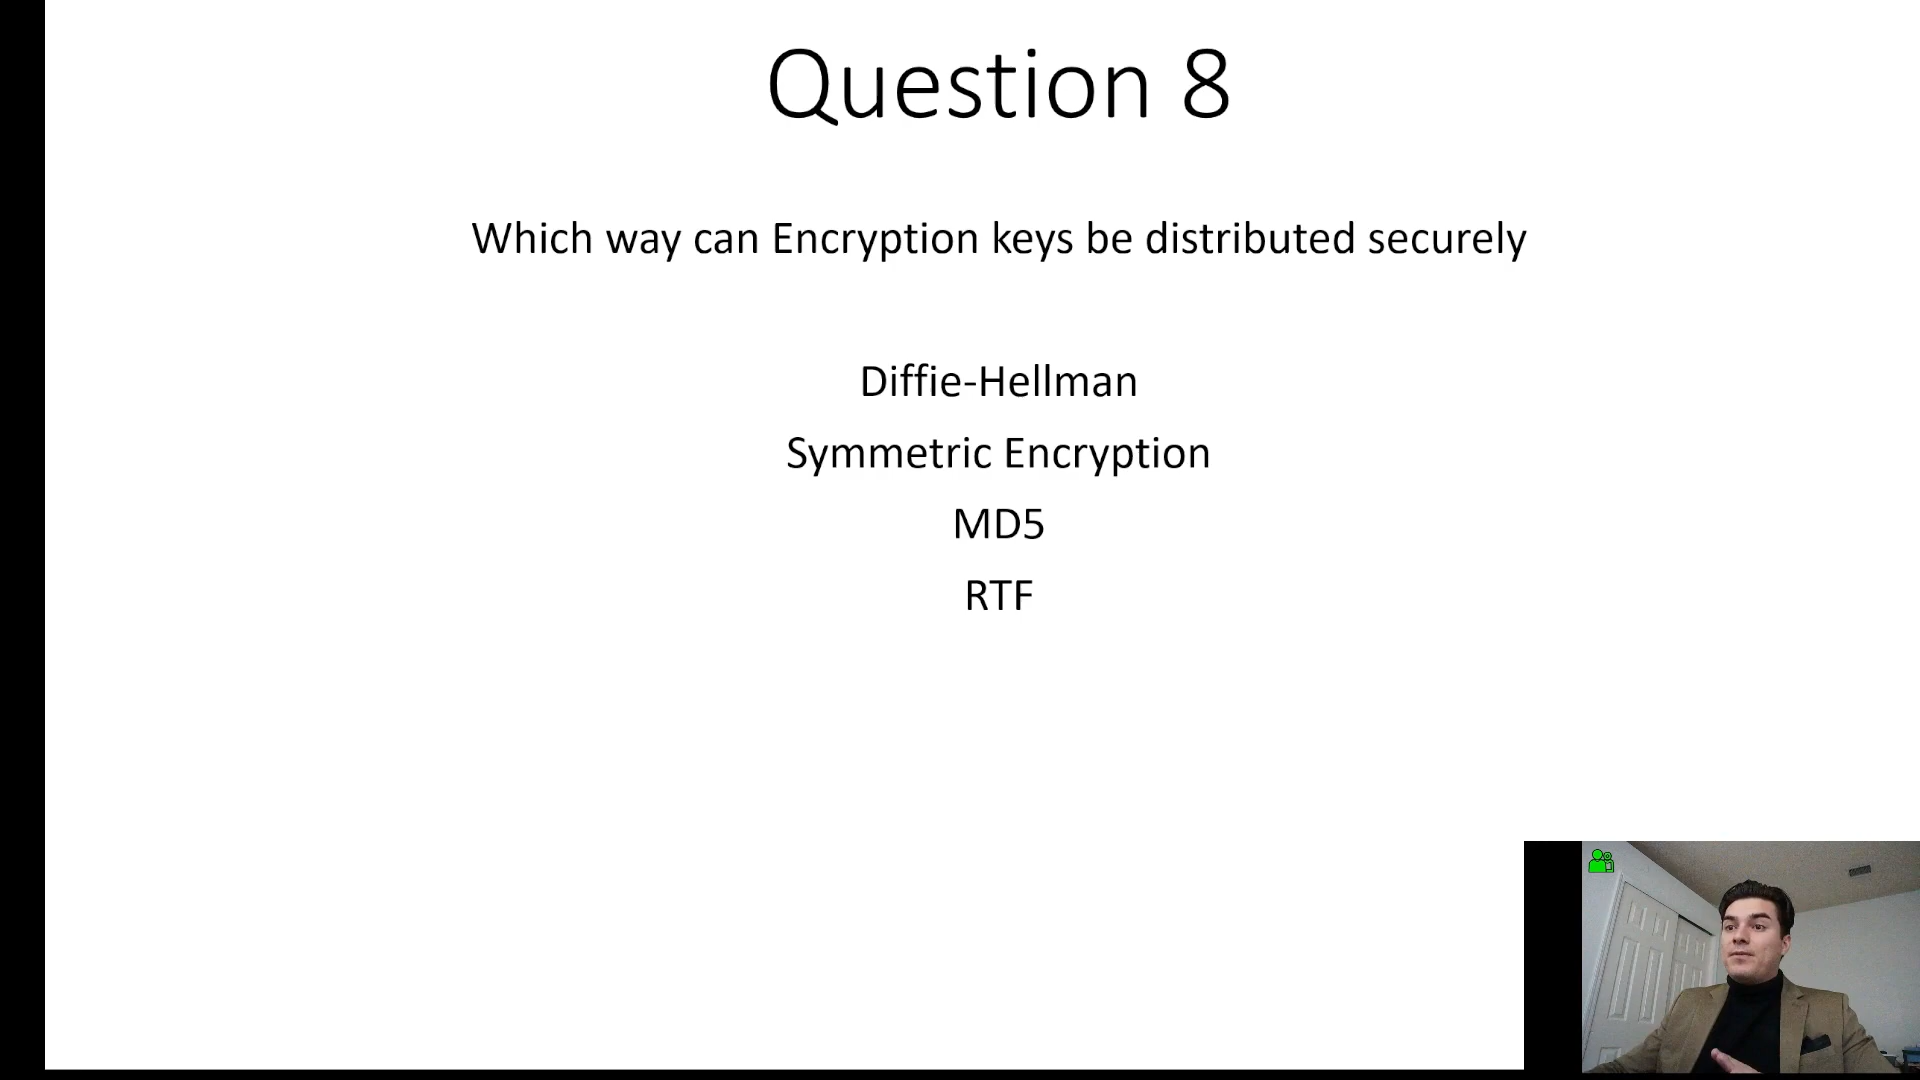 Question 8
Which way can Encryption keys be distributed securely
Diffie-Hellman
Symmetric Encryption
MD5
RTF